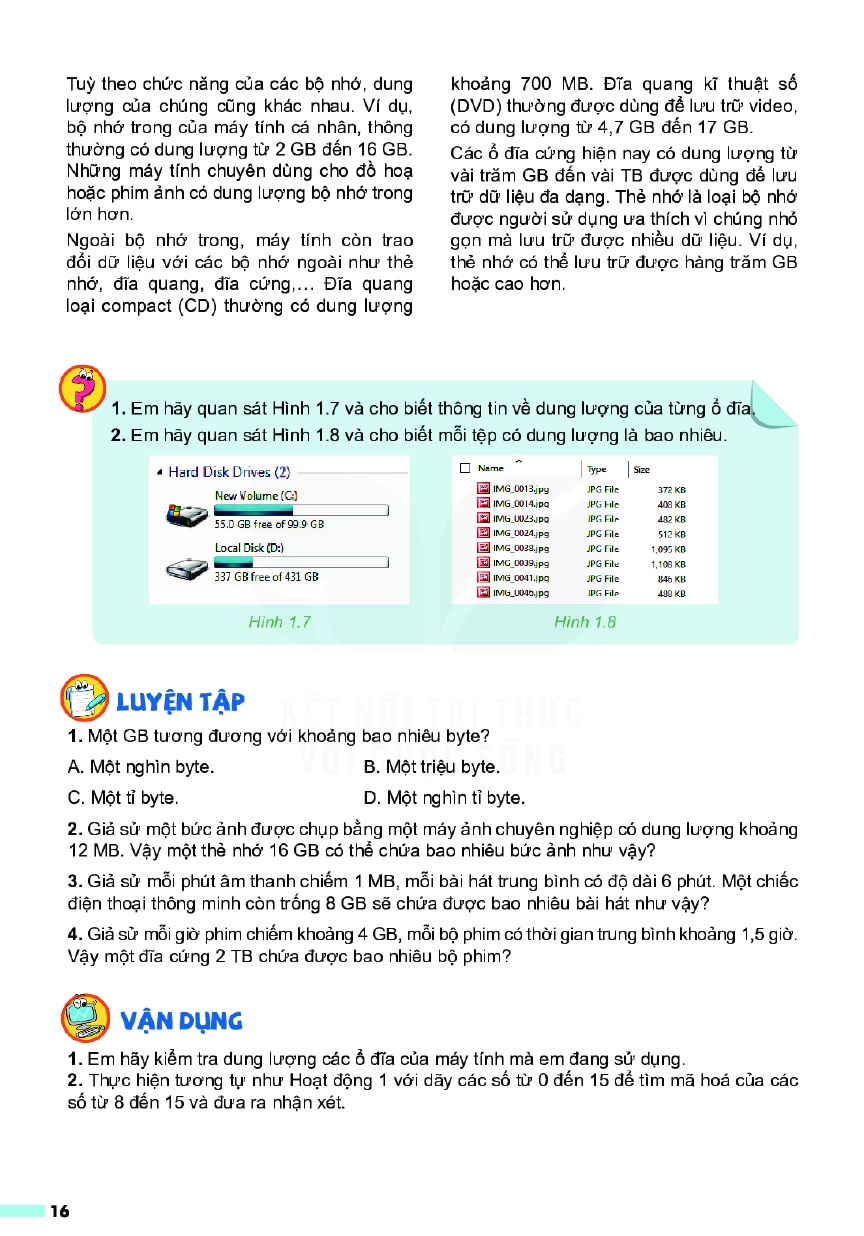 Tuỳ theo chức năng của các bộ nhớ, dung
lượng của chúng cũng khác nhau. Ví dụ,
bộ nhớ trong của máy tính cá nhân, thông
thường có dung lượng từ 2 GB đến 16 GB.
Những máy tính chuyên dùng cho đồ hoạ
hoặc phim ảnh có dung lượng bộ nhớ trong
lớn hơn.
Ngoài bộ nhớ trong, máy tính còn trao
đổi dữ liệu với các bộ nhớ ngoài như thẻ
nhớ, đĩa quang, đĩa cứng,... Đĩa quang
loại compact (CD) thường có dung lượng
khoảng 700 MB. Đĩa quang kĩ thuật số
(DVD) thường được dùng để lưu trữ video,
có dung lượng từ 4,7 GB đến 17 GB.
Các ổ đĩa cứng hiện nay có dung lượng từ
vài trăm GB đến vài TB được dùng để lưu
trữ dữ liệu đa dạng. Thẻ nhớ là loại bộ nhớ
được người sử dụng ưa thích vì chúng nhỏ
gọn mà lưu trữ được nhiều dữ liệu. Ví dụ,
thẻ nhớ có thể lưu trữ được hàng trăm GB
hoặc cao hơn.
?
1. Em hãy quan sát Hình 1.7 và cho biết thông tin về dung lượng của từng ổ đĩa.
2. Em hãy quan sát Hình 1.8 và cho biết mỗi tệp có dung lượng là bao nhiêu.
Hard Disk Drives (2)
New Volume (C:)
55.0 GB free of 99.9 GB
Local Disk (D:)
337 GB free of 431 GB
Hình 1.7
Name Type Size
IMG_0013.jpg JPG File 372 KB
IMG_0014.jpg JPG File 408 KB
IMG_0023.jpg JPG File 482 KB
IMG_0024.jpg JPG File 512 KB
IMG_0038.jpg JPG File 1,095 KB
IMG_0039.jpg JPG File 1,108 KB
IMG_0041.jpg JPG File 846 KB
IMG_0046.jpg JPG File 488 KB
Hình 1.8
KẾT NỐI TRI THỨC
VỚI CUỘC SỐNG
LUYỆN TẬP
1. Một GB tương đương với khoảng bao nhiêu byte?
A. Một nghìn byte. B. Một triệu byte.
C. Một tỉ byte. D. Một nghìn tỉ byte.
2. Giả sử một bức ảnh được chụp bằng một máy ảnh chuyên nghiệp có dung lượng khoảng
12 MB. Vậy một thẻ nhớ 16 GB có thể chứa bao nhiêu bức ảnh như vậy?
3. Giả sử mỗi phút âm thanh chiếm 1 MB, mỗi bài hát trung bình có độ dài 6 phút. Một chiếc
điện thoại thông minh còn trống 8 GB sẽ chứa được bao nhiêu bài hát như vậy?
4. Giả sử mỗi giờ phim chiếm khoảng 4 GB, mỗi bộ phim có thời gian trung bình khoảng 1,5 giờ.
Vậy một đĩa cứng 2 TB chứa được bao nhiêu bộ phim?
VẬN DỤNG
1. Em hãy kiểm tra dung lượng các ổ đĩa của máy tính mà em đang sử dụng.
2. Thực hiện tương tự như Hoạt động 1 với dãy các số từ 0 đến 15 để tìm mã hoá của các
số từ 8 đến 15 và đưa ra nhận xét.
16